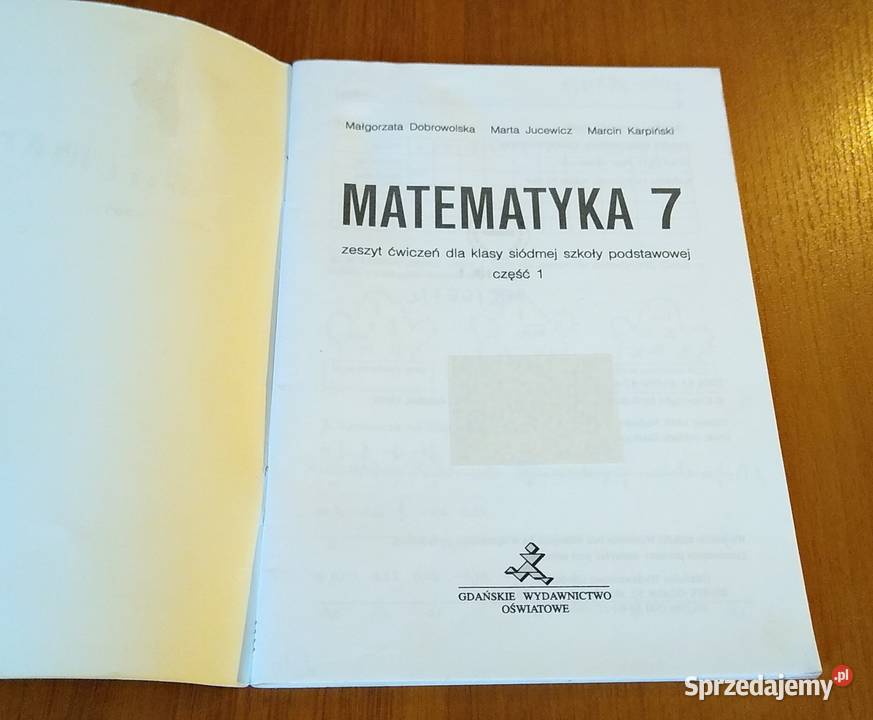 Małgorzata Dobrowolska Marta Jucewicz Marcin Karpiński
MATEMATYKA 7
zeszyt ćwiczeń dla klasy siódmej szkoły podstawowej
część 1
GDAŃSKIE WYDAWNICTWO
OŚWIATOWE
Sprzedajemy.pl